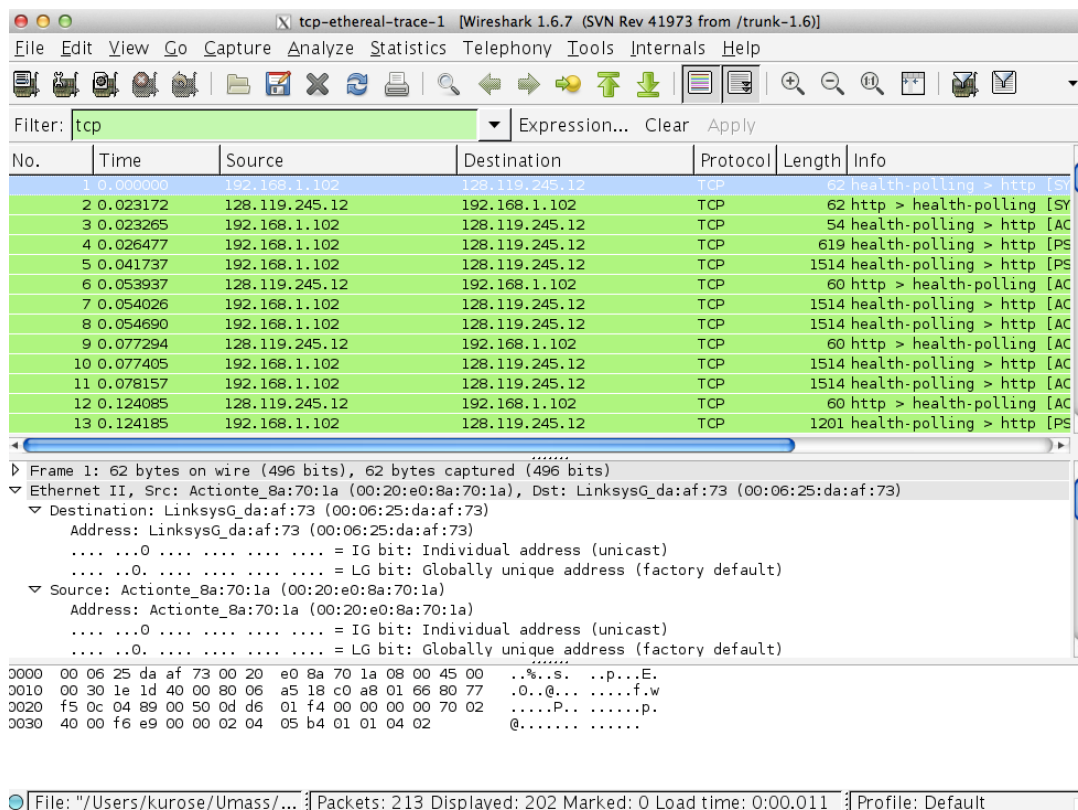 tcp-ethereal-trace-1 [Wireshark 1.6.7 (SVN Rev 41973 from /trunk-1.6)]
File Edit View Go Capture Analyze Statistics Telephony Tools Internals Help
Filter: tcp Expression... Clear Apply
No. Time Source Destination Protocol Length Info
1 0.000000 192.168.1.102 128.119.245.12 TCP 62 health-polling > http [SY
2 0.023172 128.119.245.12 192.168.1.102 TCP 62 http > health-polling [SY
3 0.023265 192.168.1.102 128.119.245.12 TCP 54 health-polling > http [AC
4 0.026477 192.168.1.102 128.119.245.12 TCP 619 health-polling > http [PS
5 0.041737 192.168.1.102 128.119.245.12 TCP 1514 health-polling > http [PS
6 0.053937 128.119.245.12 192.168.1.102 TCP 60 http > health-polling [AC
7 0.054026 192.168.1.102 128.119.245.12 TCP 1514 health-polling > http [AC
8 0.054690 192.168.1.102 128.119.245.12 TCP 1514 health-polling > http [AC
9 0.077294 128.119.245.12 192.168.1.102 TCP 60 http > health-polling [AC
10 0.077405 192.168.1.102 128.119.245.12 TCP 1514 health-polling > http [AC
11 0.078157 192.168.1.102 128.119.245.12 TCP 1514 health-polling > http [AC
12 0.124085 128.119.245.12 192.168.1.102 TCP 60 http > health-polling [AC
13 0.124185 192.168.1.102 128.119.245.12 TCP 1201 health-polling > http [PS
Frame 1: 62 bytes on wire (496 bits), 62 bytes captured (496 bits)
Ethernet II, Src: Actionte_8a:70:1a (00:20:e0:8a:70:1a), Dst: LinksysG_da:af:73 (00:06:25:da:af:73)
Destination: LinksysG_da:af:73 (00:06:25:da:af:73)
Address: LinksysG_da:af:73 (00:06:25:da:af:73)
.... ...0 .... .... .... .... = IG bit: Individual address (unicast)
.... ..0. .... .... .... .... = LG bit: Globally unique address (factory default)
Source: Actionte_8a:70:1a (00:20:e0:8a:70:1a)
Address: Actionte_8a:70:1a (00:20:e0:8a:70:1a)
.... ...0 .... .... .... .... = IG bit: Individual address (unicast)
.... ..0. .... .... .... .... = LG bit: Globally unique address (factory default)
0000 00 06 25 da af 73 00 20 e0 8a 70 1a 08 00 45 00 ..%..s. ..p...E.
0010 00 30 1e 1d 40 00 80 06 a5 18 c0 a8 01 66 80 77 .0..@... .....f.w
0020 f5 0c 04 89 00 50 0d d6 01 f4 00 00 00 00 70 02 .....P.. ......p.
0030 40 00 f6 e9 00 00 02 04 05 b4 01 01 04 02 @....... ......
File: "/Users/kurose/Umass/... Packets: 213 Displayed: 202 Marked: 0 Load time: 0:00.011 Profile: Default